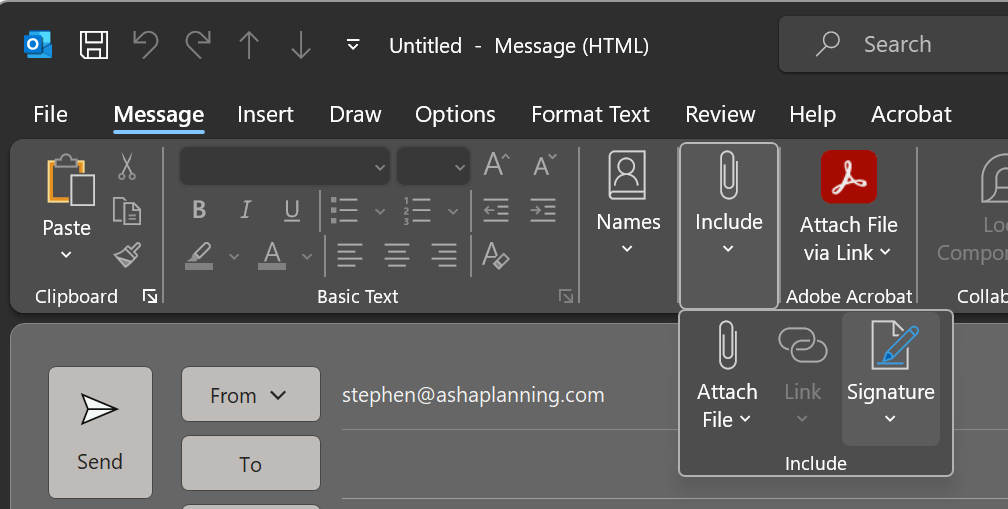 Untitled - Message (HTML)
Search
File Message Insert Draw Options Format Text Review Help Acrobat
Paste
B I U
A
Names
Include
Attach File
via Link
Clipboard
Basic Text
Adobe Acrobat
Attach
File
Link
Signature
Include
Send
From
stephen@ashaplanning.com
To